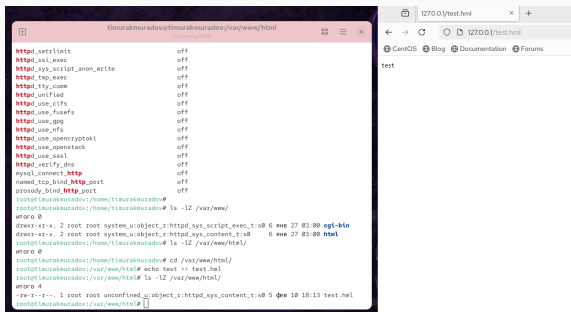 timurakmuradov@timurakmuradov:/var/www/html
/var/www/html
httpd_setrlimit off
httpd_ssi_exec off
httpd_sys_script_anon_write off
httpd_tmp_exec off
httpd_tty_comm off
httpd_unified off
httpd_use_cifs off
httpd_use_fusefs off
httpd_use_gpg off
httpd_use_nfs off
httpd_use_opencryptoki off
httpd_use_openstack off
httpd_use_sasl off
httpd_verify_dns off
mysql_connect_http off
named_tcp_bind_http_port off
prosody_bind_http_port off
root@timurakmuradov:/home/timurakmuradov#
root@timurakmuradov:/home/timurakmuradov# ls -lZ /var/www/
итого 0
drwxr-xr-x. 2 root root system_u:object_r:httpd_sys_script_exec_t:s0 6 янв 27 03:00 cgi-bin
drwxr-xr-x. 2 root root system_u:object_r:httpd_sys_content_t:s0 6 янв 27 03:00 html
root@timurakmuradov:/home/timurakmuradov# ls -lZ /var/www/html/
итого 0
root@timurakmuradov:/home/timurakmuradov# cd /var/www/html/
root@timurakmuradov:/var/www/html# echo test >> test.hml
root@timurakmuradov:/var/www/html# ls -lZ /var/www/html/
итого 4
-rw-r--r--. 1 root root unconfined_u:object_r:httpd_sys_content_t:s0 5 фев 10 18:13 test.hml
root@timurakmuradov:/var/www/html#
127.0.0.1/test.hml
127.0.0.1/test.hml
CentOS Blog Documentation Forums
test